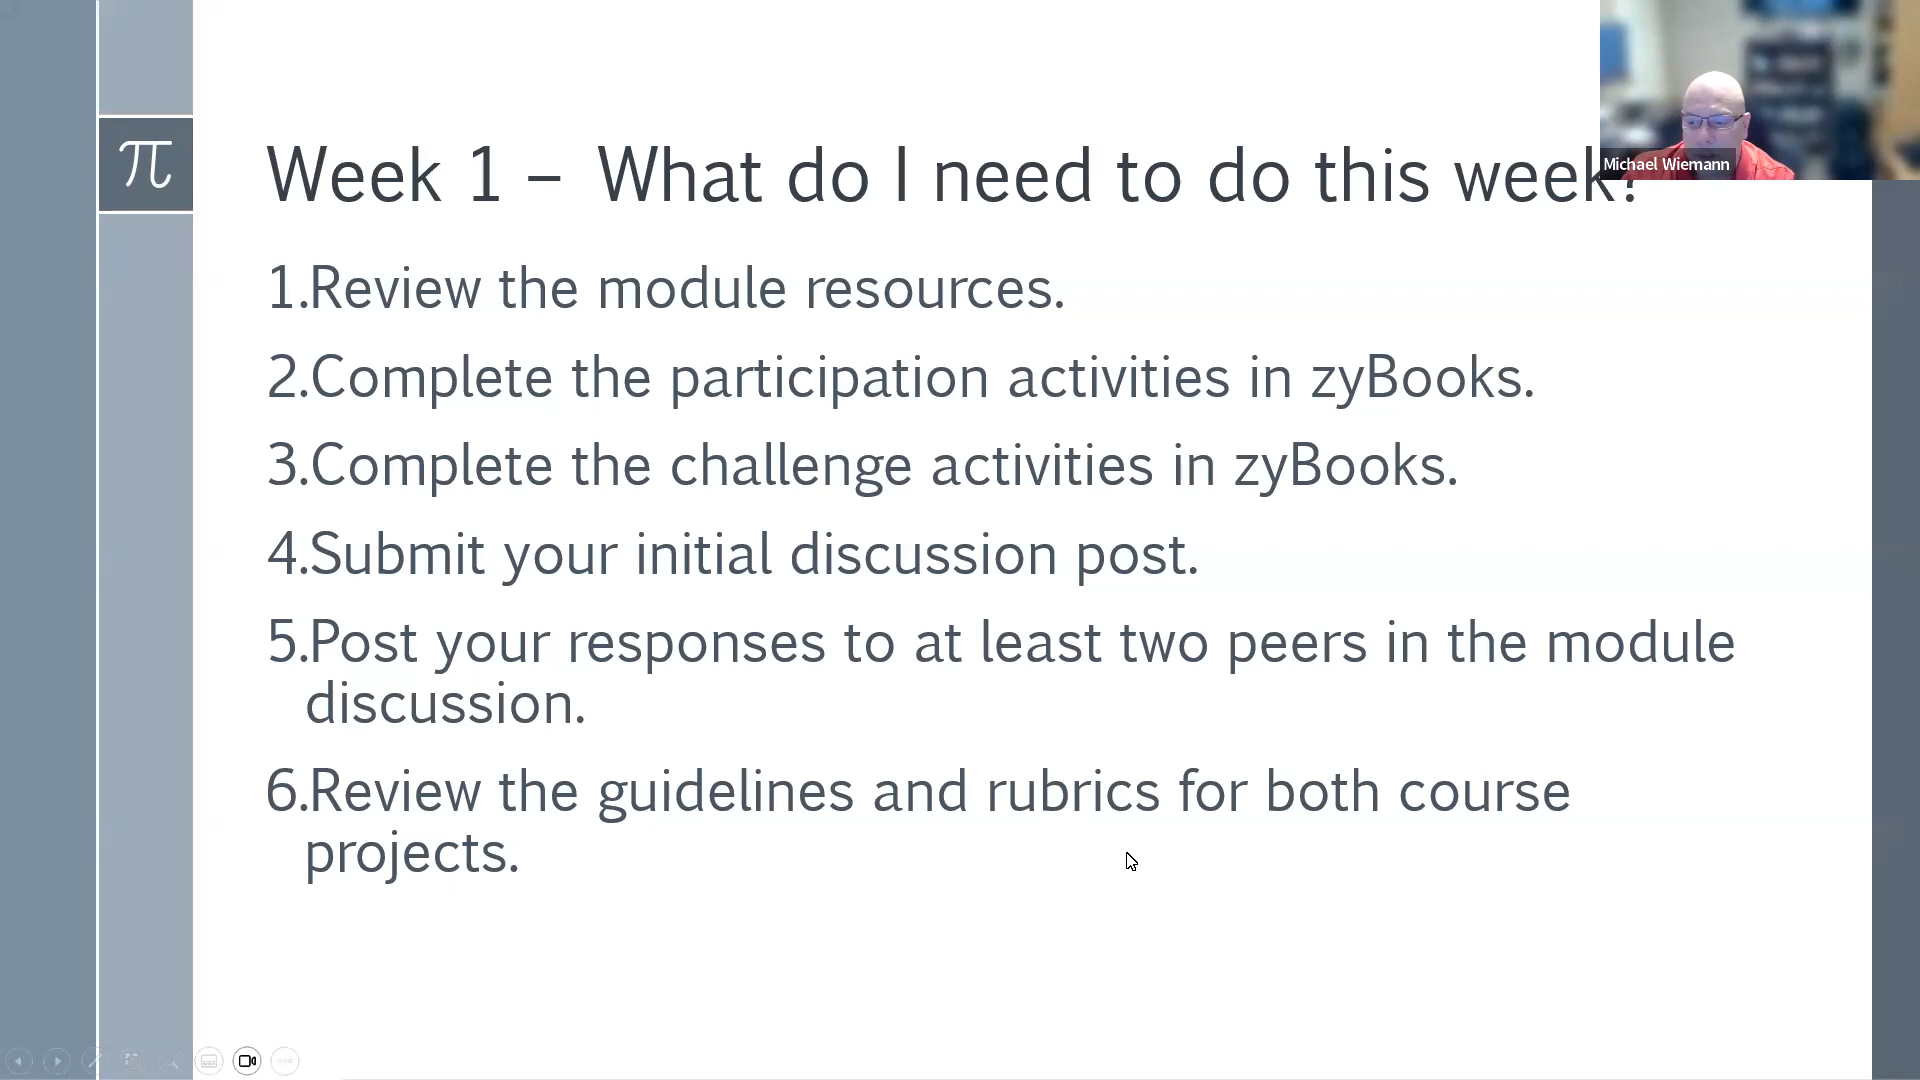 π
Week 1 – What do I need to do this week?
Michael Wiemann
1.Review the module resources.
2.Complete the participation activities in zyBooks.
3.Complete the challenge activities in zyBooks.
4.Submit your initial discussion post.
5.Post your responses to at least two peers in the module
discussion.
6.Review the guidelines and rubrics for both course
projects.